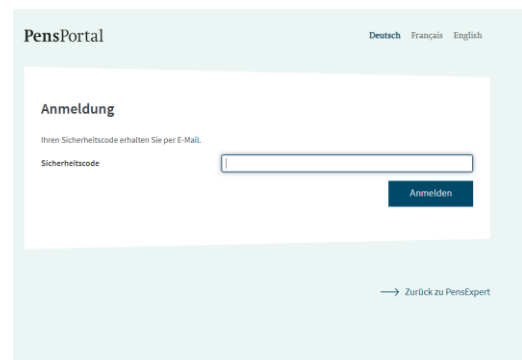 PensPortal
Deutsch Français English
Anmeldung
Ihren Sicherheitscode erhalten Sie per E-Mail.
Sicherheitscode
Anmelden
→ Zurück zu PensExpert